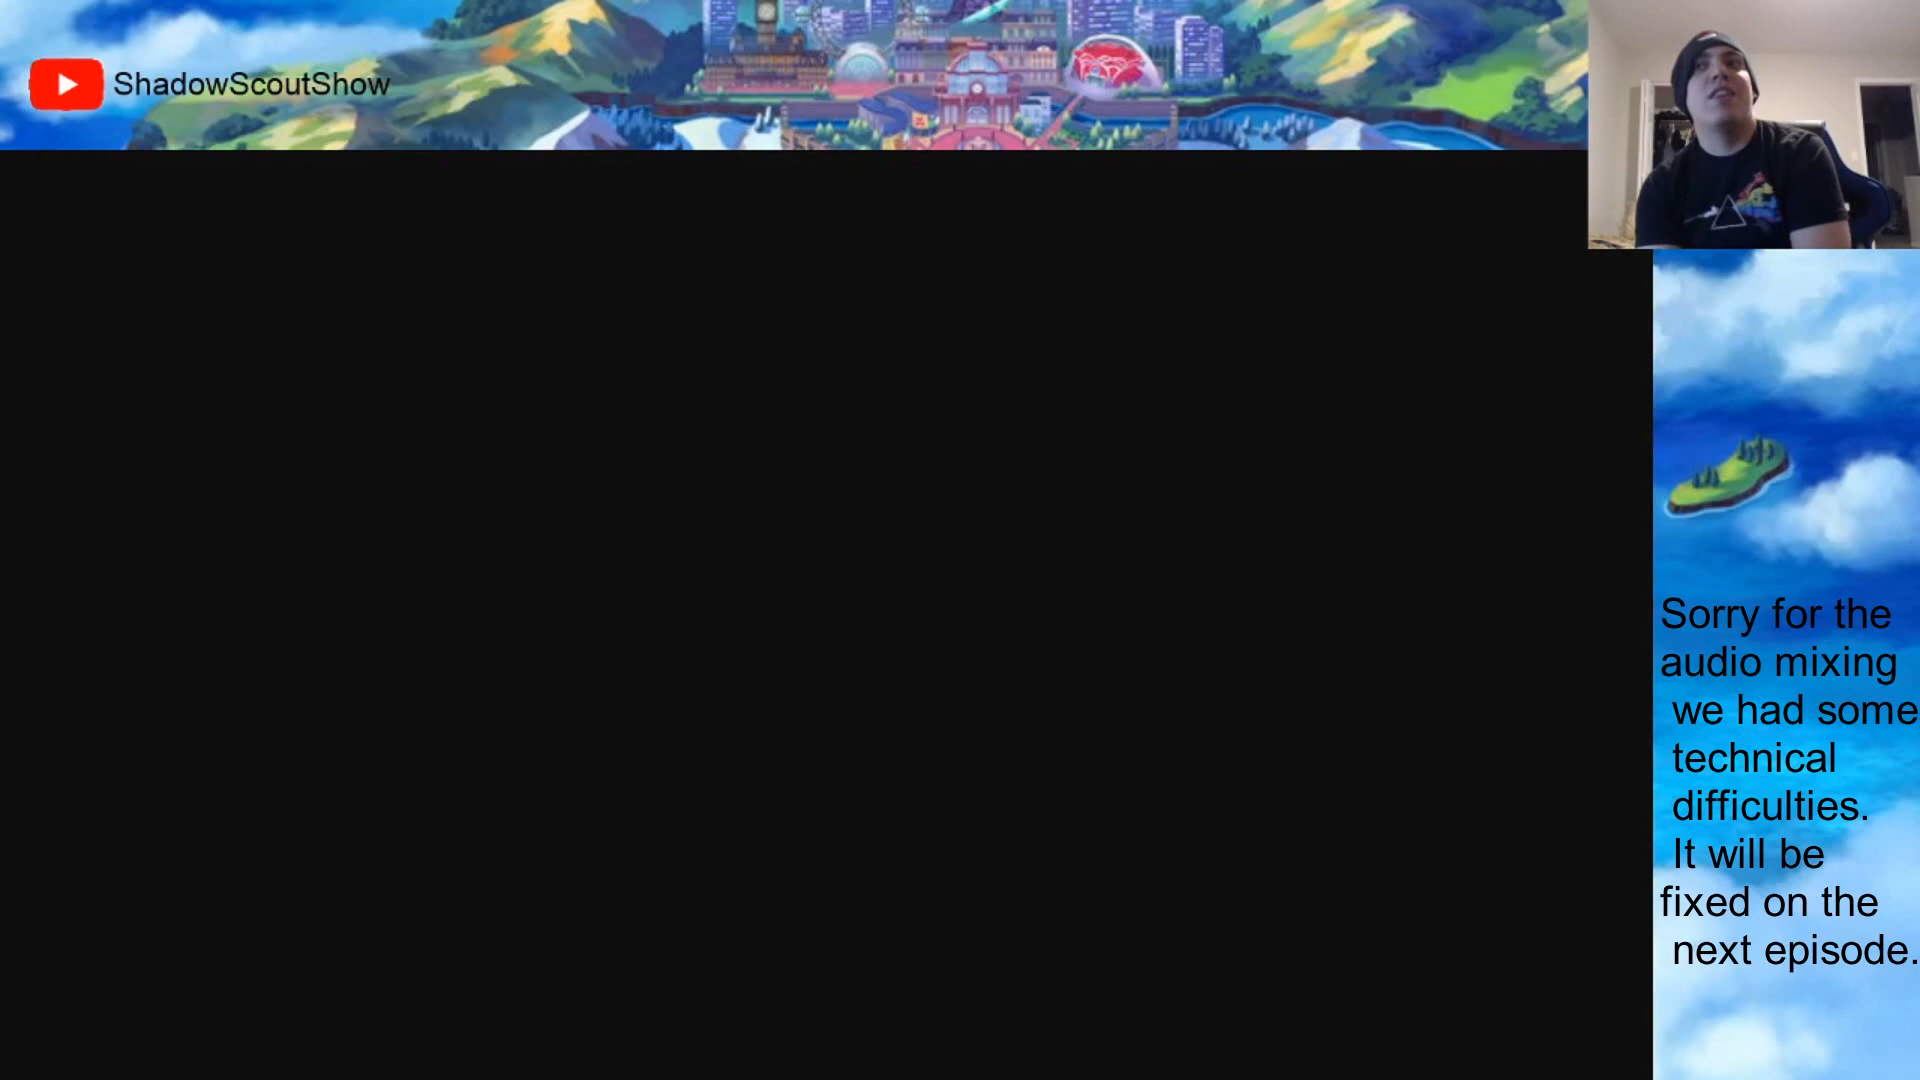 ShadowScoutShow
Sorry for the
audio mixing
we had some
technical
difficulties.
It will be
fixed on the
next episode.